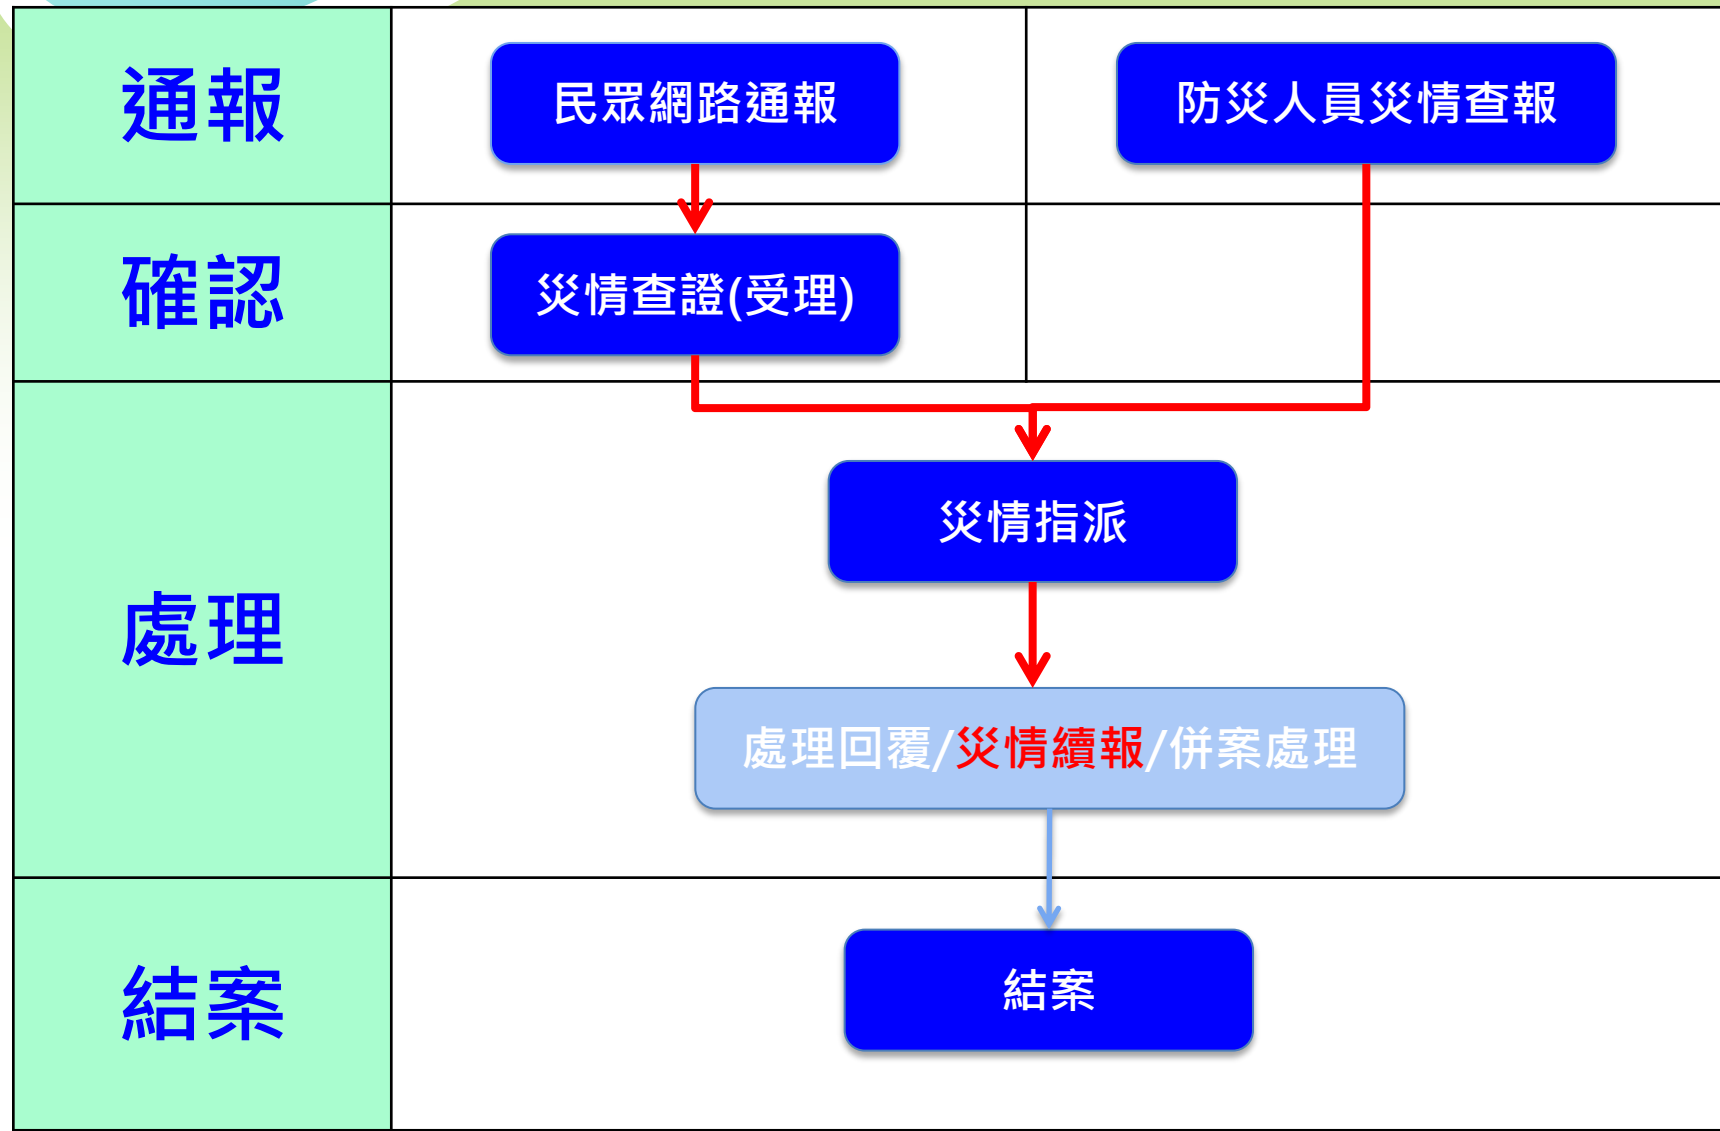 通報
民眾網路通報
防災人員災情查報
確認
災情查證(受理)
處理
災情指派
處理回覆/災情續報/併案處理
結案
結案